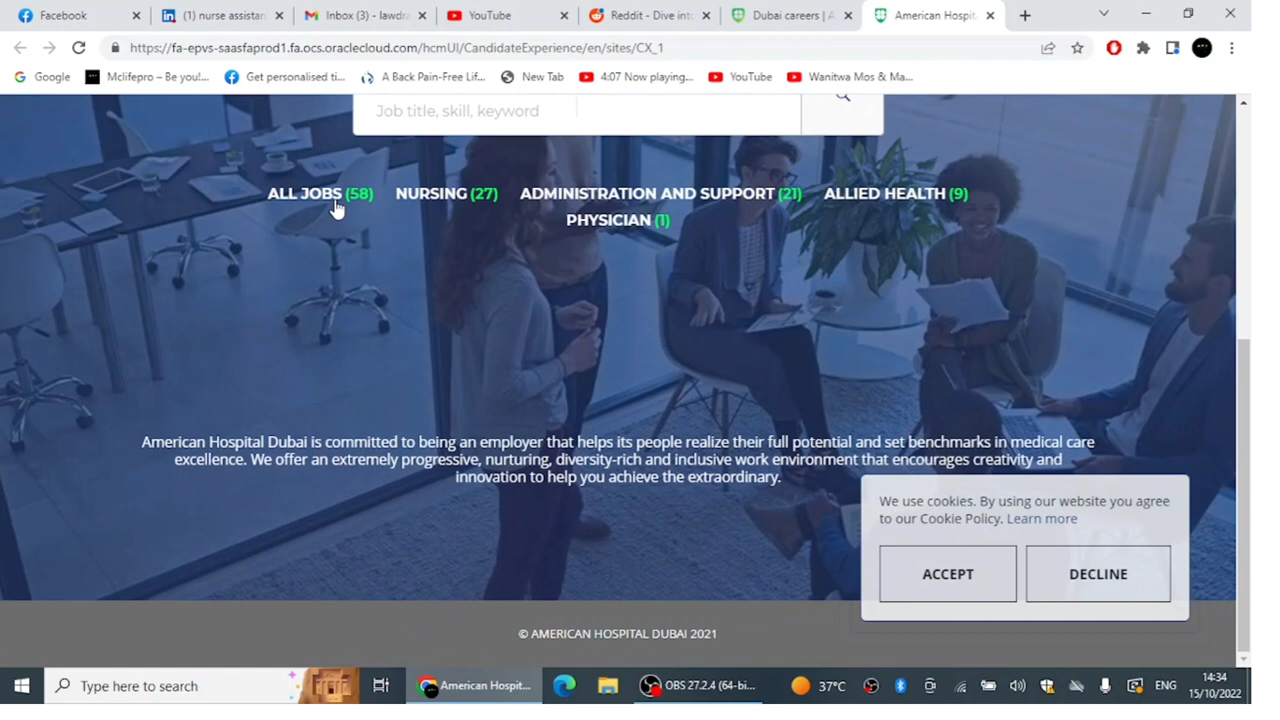 Facebook
(1) nurse assistan
Inbox (3) - lawdra
YouTube
Reddit - Dive into
Dubai careers | A
American Hospit
https://fa-epvs-saasfaprod1.fa.ocs.oraclecloud.com/hcmUI/CandidateExperience/en/sites/CX_1
Google
Mclifepro – Be you!...
Get personalised ti...
A Back Pain-Free Lif...
New Tab
4:07 Now playing...
YouTube
Wanitwa Mos & Ma...
Job title, skill, keyword
ALL JOBS (58) NURSING (27) ADMINISTRATION AND SUPPORT (21) ALLIED HEALTH (9)
PHYSICIAN (1)
American Hospital Dubai is committed to being an employer that helps its people realize their full potential and set benchmarks in medical care
excellence. We offer an extremely progressive, nurturing, diversity-rich and inclusive work environment that encourages creativity and
innovation to help you achieve the extraordinary.
We use cookies. By using our website you agree
to our Cookie Policy. Learn more
ACCEPT
DECLINE
© AMERICAN HOSPITAL DUBAI 2021
Type here to search
American Hospit...
OBS 27.2.4 (64-bi...
37°C
ENG
14:34
15/10/2022